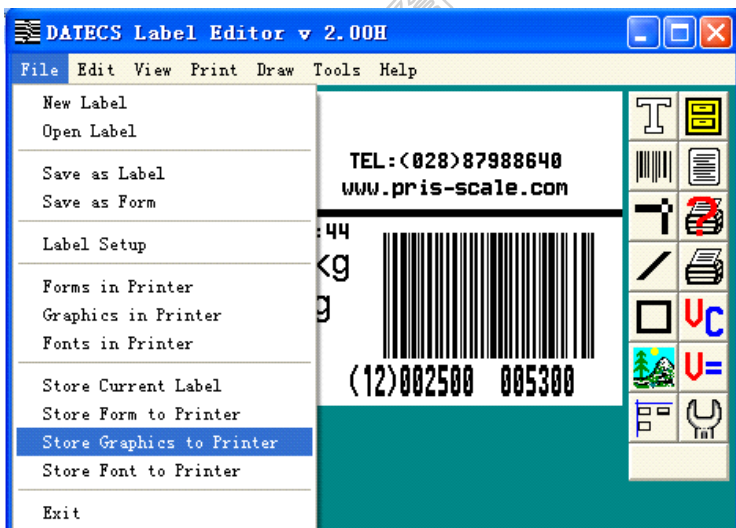 DATECS Label Editor v 2.00H
File Edit View Print Draw Tools Help
New Label
Open Label
Save as Label
Save as Form
Label Setup
Forms in Printer
Graphics in Printer
Fonts in Printer
Store Current Label
Store Form to Printer
Store Graphics to Printer
Store Font to Printer
Exit
TEL:(028)87988640
www.pris-scale.com
:44
kg
g
(12)002500 005300
T
?
VC
V=